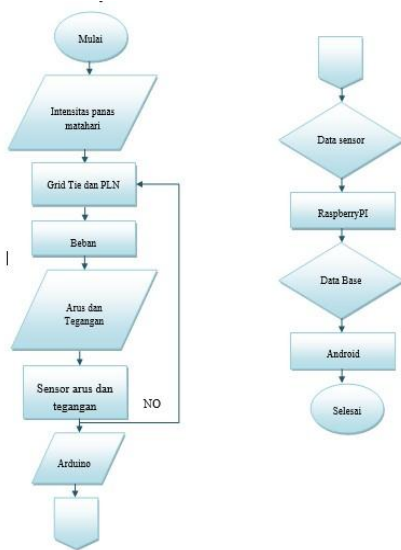 Mulai
Intensitas panas
matahari
Grid Tie dan PLN
Beban
Arus dan
Tegangan
Sensor arus dan
tegangan
NO
Arduino
Data sensor
RaspberryPI
Data Base
Android
Selesai